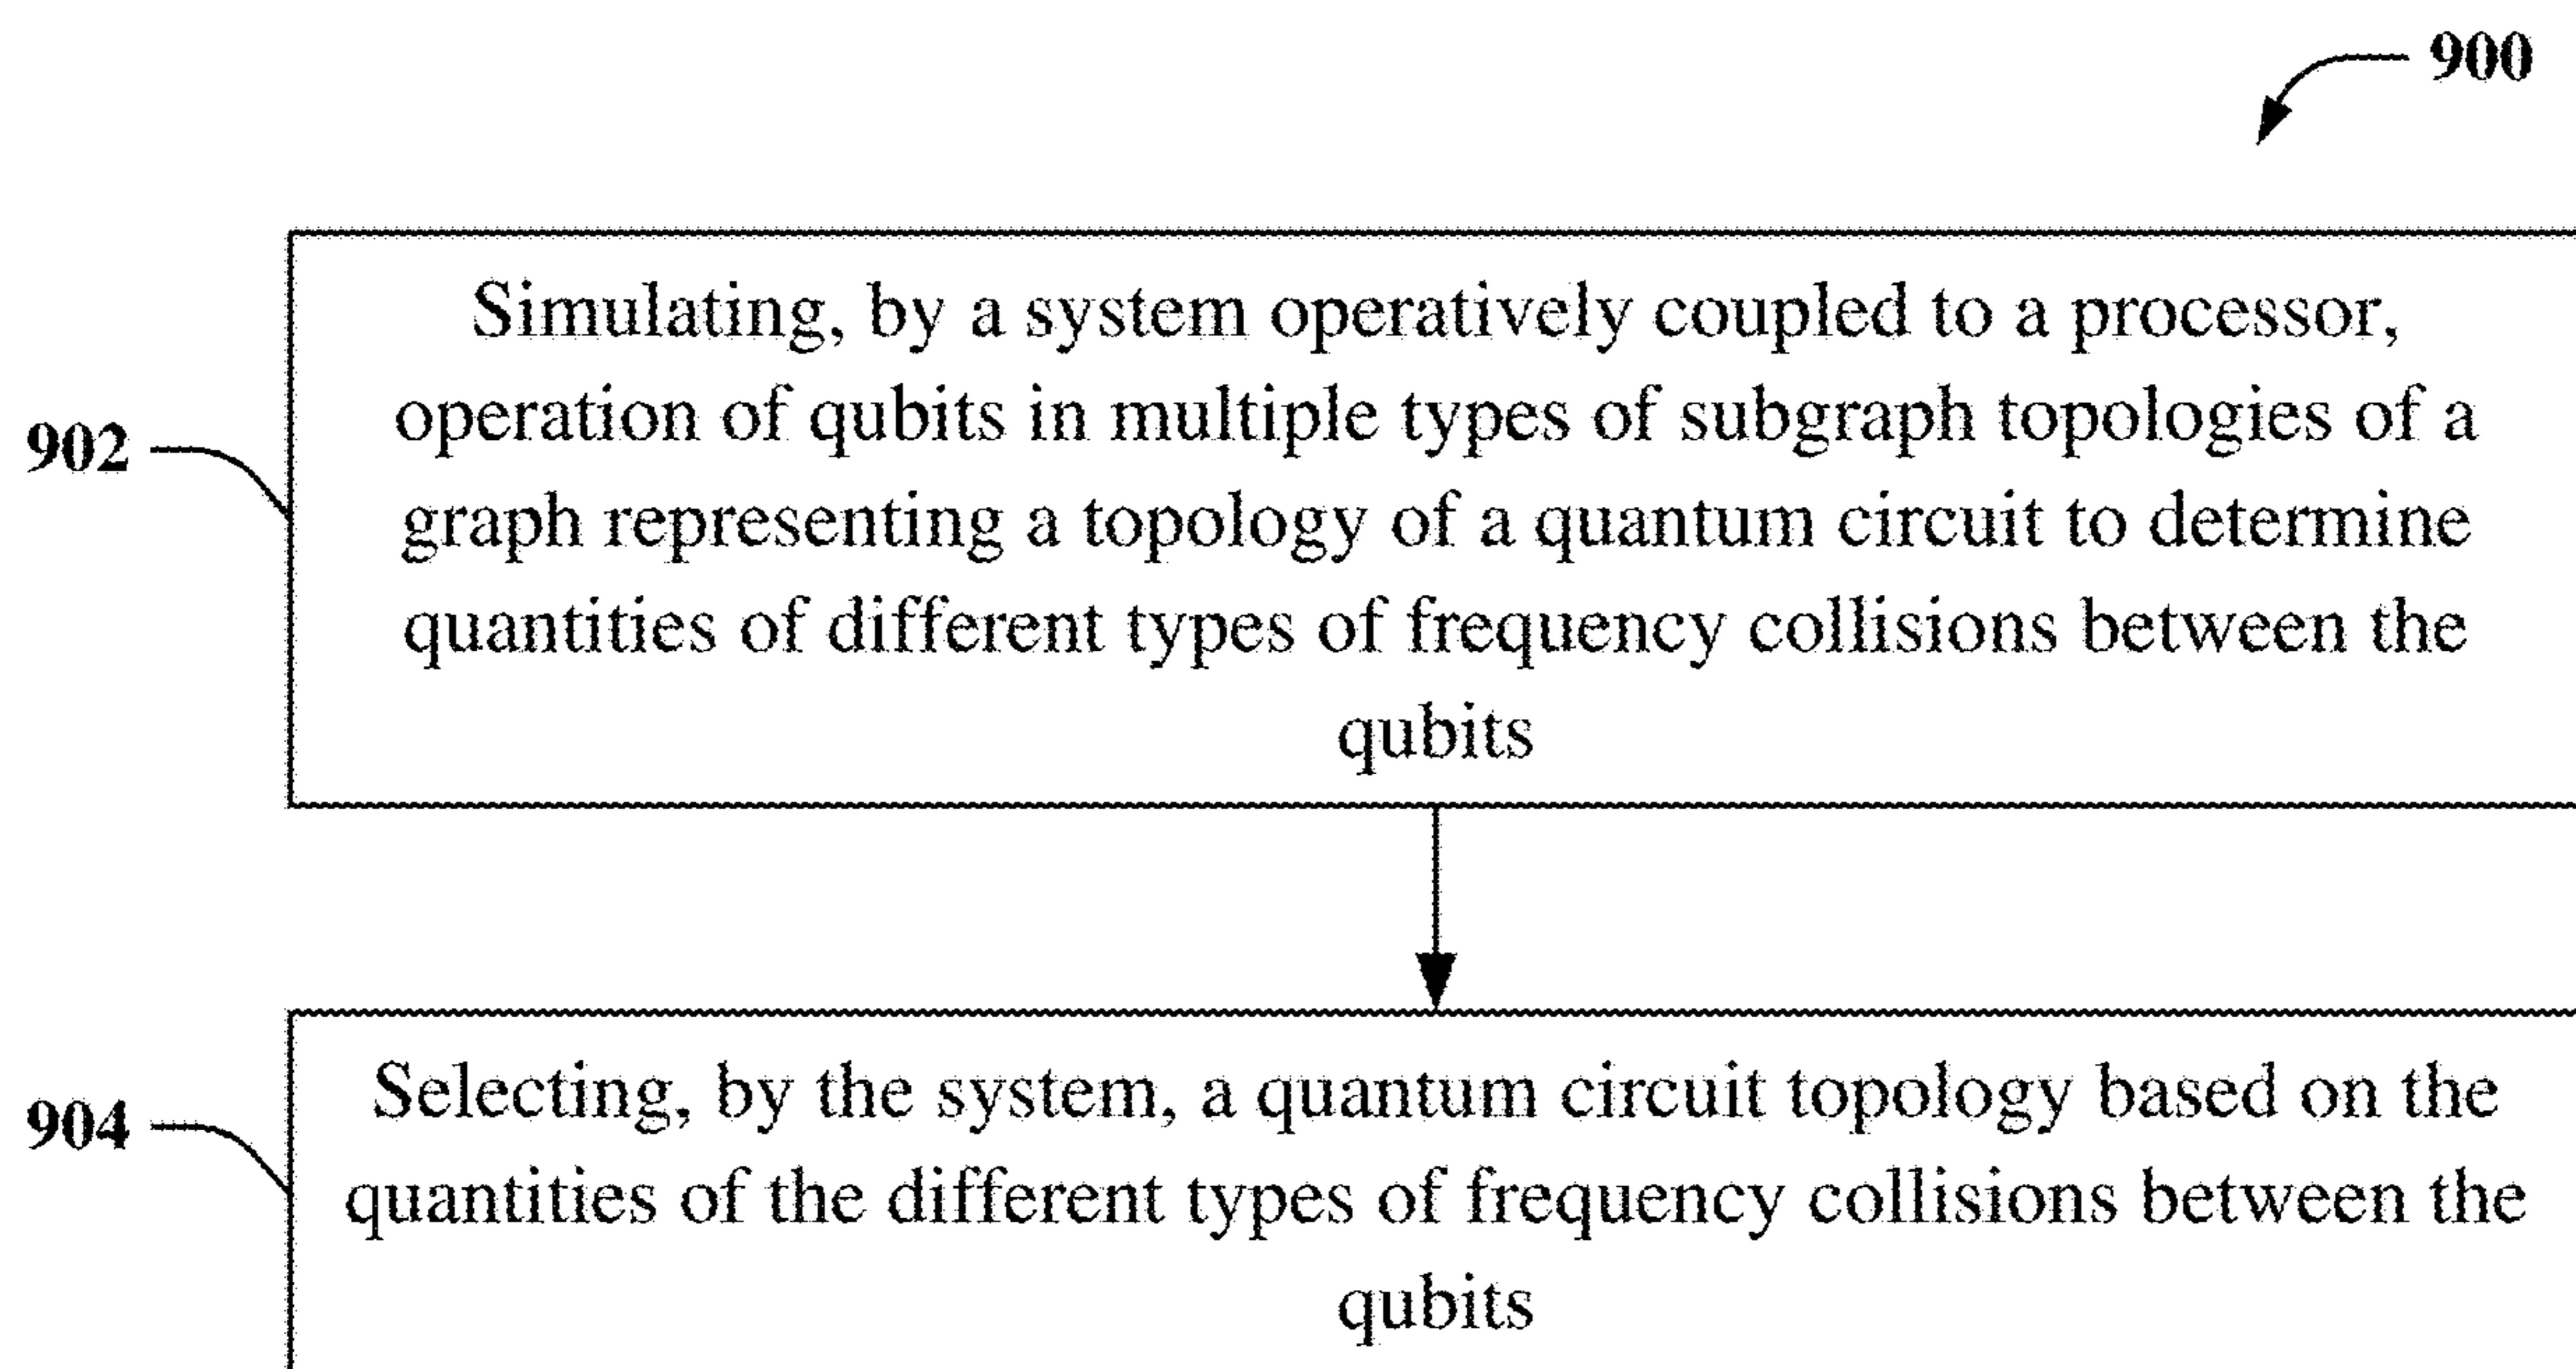 900
902
Simulating, by a system operatively coupled to a processor,
operation of qubits in multiple types of subgraph topologies of a
graph representing a topology of a quantum circuit to determine
quantities of different types of frequency collisions between the
qubits
904
Selecting, by the system, a quantum circuit topology based on the
quantities of the different types of frequency collisions between the
qubits